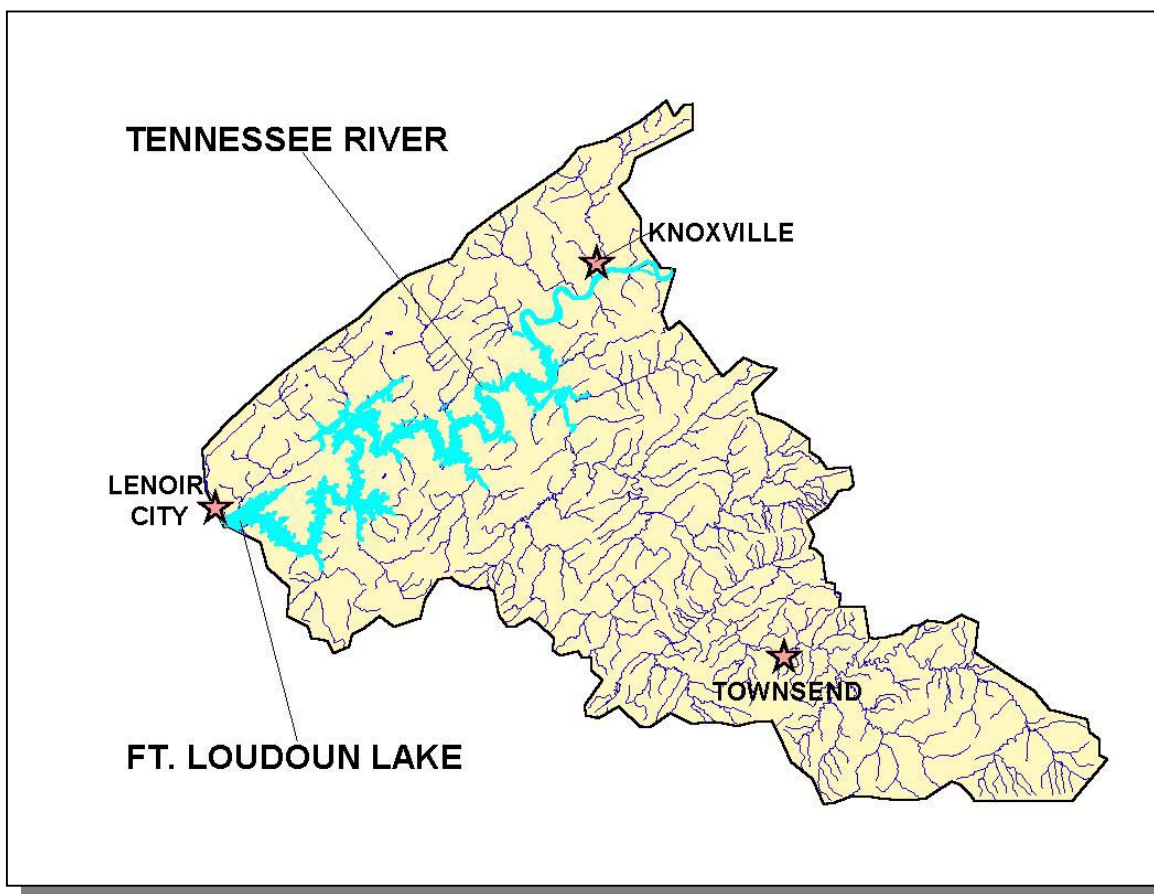 TENNESSEE RIVER
KNOXVILLE
LENOIR
CITY
TOWNSEND
FT. LOUDOUN LAKE